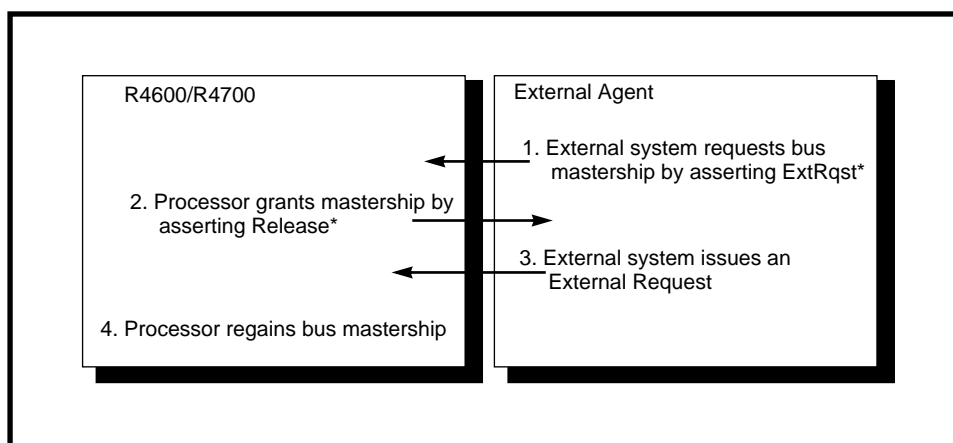 R4600/R4700
External Agent
1. External system requests bus
mastership by asserting ExtRqst*
2. Processor grants mastership by
asserting Release*
3. External system issues an
External Request
4. Processor regains bus mastership